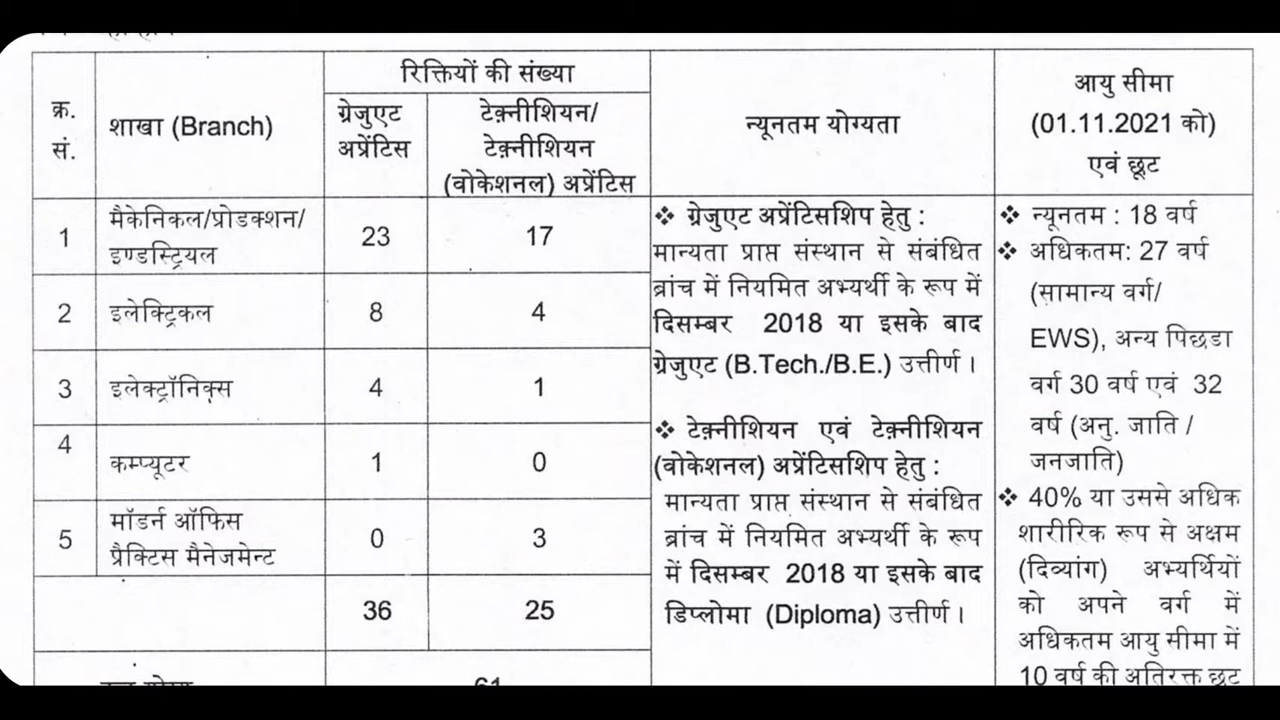 क्र. सं.
शाखा (Branch)
रिक्तियों की संख्या
ग्रेजुएट अप्रेंटिस
टेक़्नीशियन/ टेक़्नीशियन (वोकेशनल) अप्रेंटिस
न्यूनतम योग्यता
आयु सीमा
(01.11.2021 को)
एवं छूट
1 मैकेनिकल/प्रोडक्शन/ इण्डस्ट्रियल 23 17
2 इलेक्ट्रिकल 8 4
3 इलेक्ट्रॉनिक्स 4 1
4 कम्प्यूटर 1 0
5 मॉडर्न ऑफिस प्रैक्टिस मैनेजमेन्ट 0 3
36 25
61
❖ ग्रेजुएट अप्रेंटिसशिप हेतु :
मान्यता प्राप्त संस्थान से संबंधित
ब्रांच में नियमित अभ्यर्थी के रूप में
दिसम्बर 2018 या इसके बाद
ग्रेजुएट (B.Tech./B.E.) उत्तीर्ण ।
❖ टेक़्नीशियन एवं टेक़्नीशियन
(वोकेशनल) अप्रेंटिसशिप हेतु :
मान्यता प्राप्त संस्थान से संबंधित
ब्रांच में नियमित अभ्यर्थी के रूप
में दिसम्बर 2018 या इसके बाद
डिप्लोमा (Diploma) उत्तीर्ण ।
❖ न्यूनतम : 18 वर्ष
❖ अधिकतम: 27 वर्ष
(सामान्य वर्ग/
EWS), अन्य पिछडा
वर्ग 30 वर्ष एवं 32
वर्ष (अनु. जाति /
जनजाति)
❖ 40% या उससे अधिक
शारीरिक रूप से अक्षम
(दिव्यांग) अभ्यर्थियों
को अपने वर्ग में
अधिकतम आयु सीमा में
10 वर्ष की अतिरक्त छूट